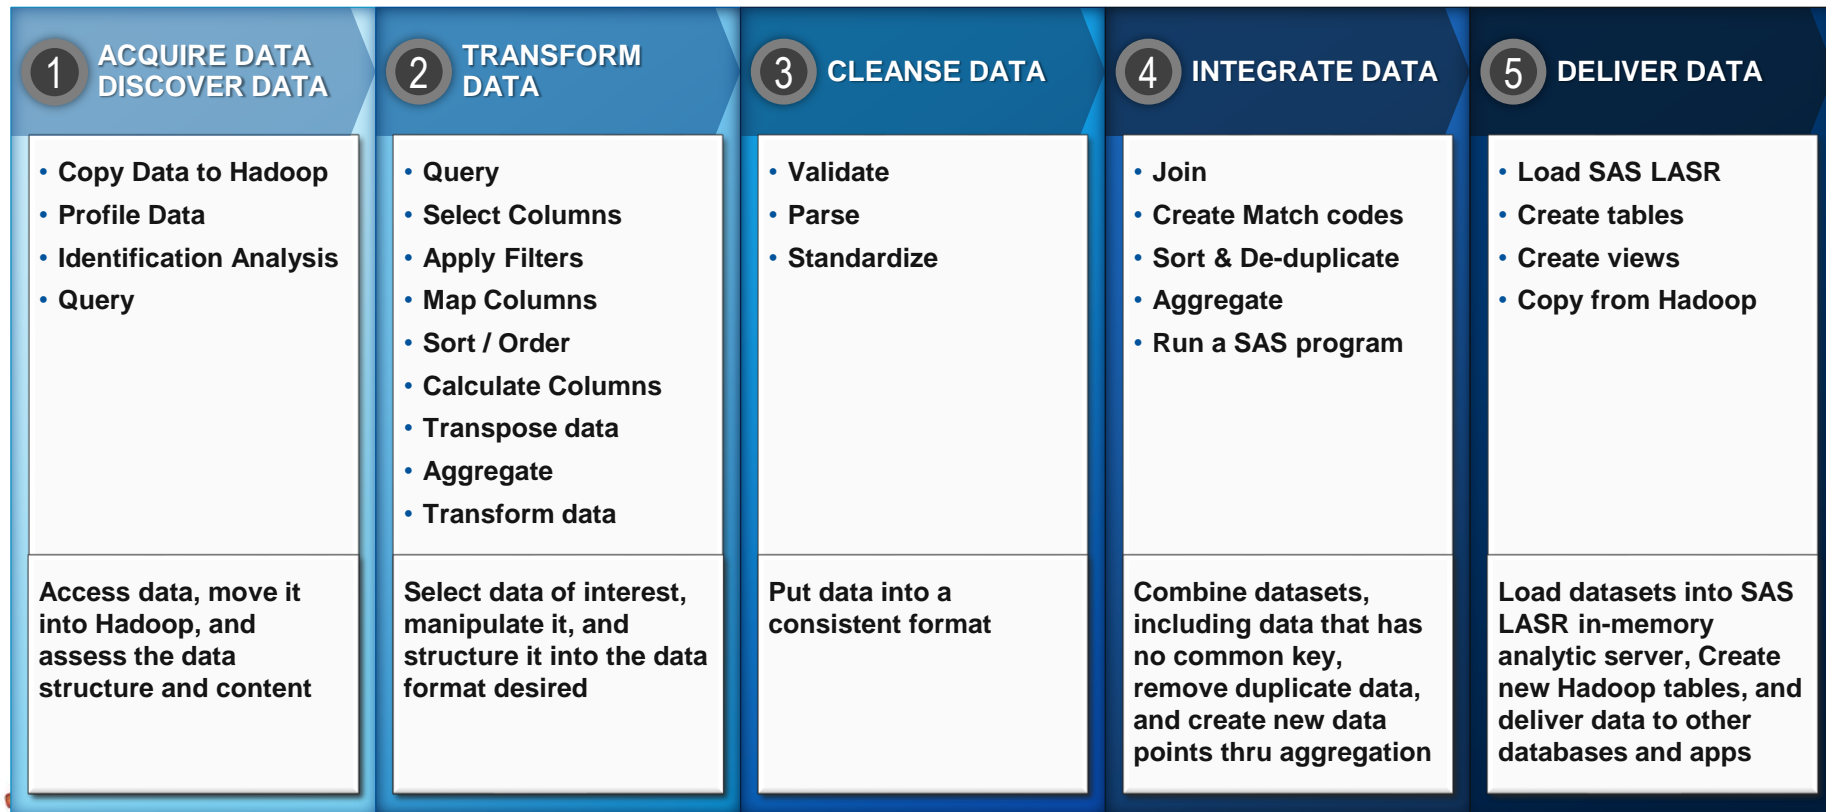 1
ACQUIRE DATA
DISCOVER DATA
• Copy Data to Hadoop
• Profile Data
• Identification Analysis
• Query
Access data, move it
into Hadoop, and
assess the data
structure and content
2
TRANSFORM
DATA
• Query
• Select Columns
• Apply Filters
• Map Columns
• Sort / Order
• Calculate Columns
• Transpose data
• Aggregate
• Transform data
Select data of interest,
manipulate it, and
structure it into the data
format desired
3
CLEANSE DATA
• Validate
• Parse
• Standardize
Put data into a
consistent format
4
INTEGRATE DATA
• Join
• Create Match codes
• Sort & De-duplicate
• Aggregate
• Run a SAS program
Combine datasets,
including data that has
no common key,
remove duplicate data,
and create new data
points thru aggregation
5
DELIVER DATA
• Load SAS LASR
• Create tables
• Create views
• Copy from Hadoop
Load datasets into SAS
LASR in-memory
analytic server, Create
new Hadoop tables, and
deliver data to other
databases and apps